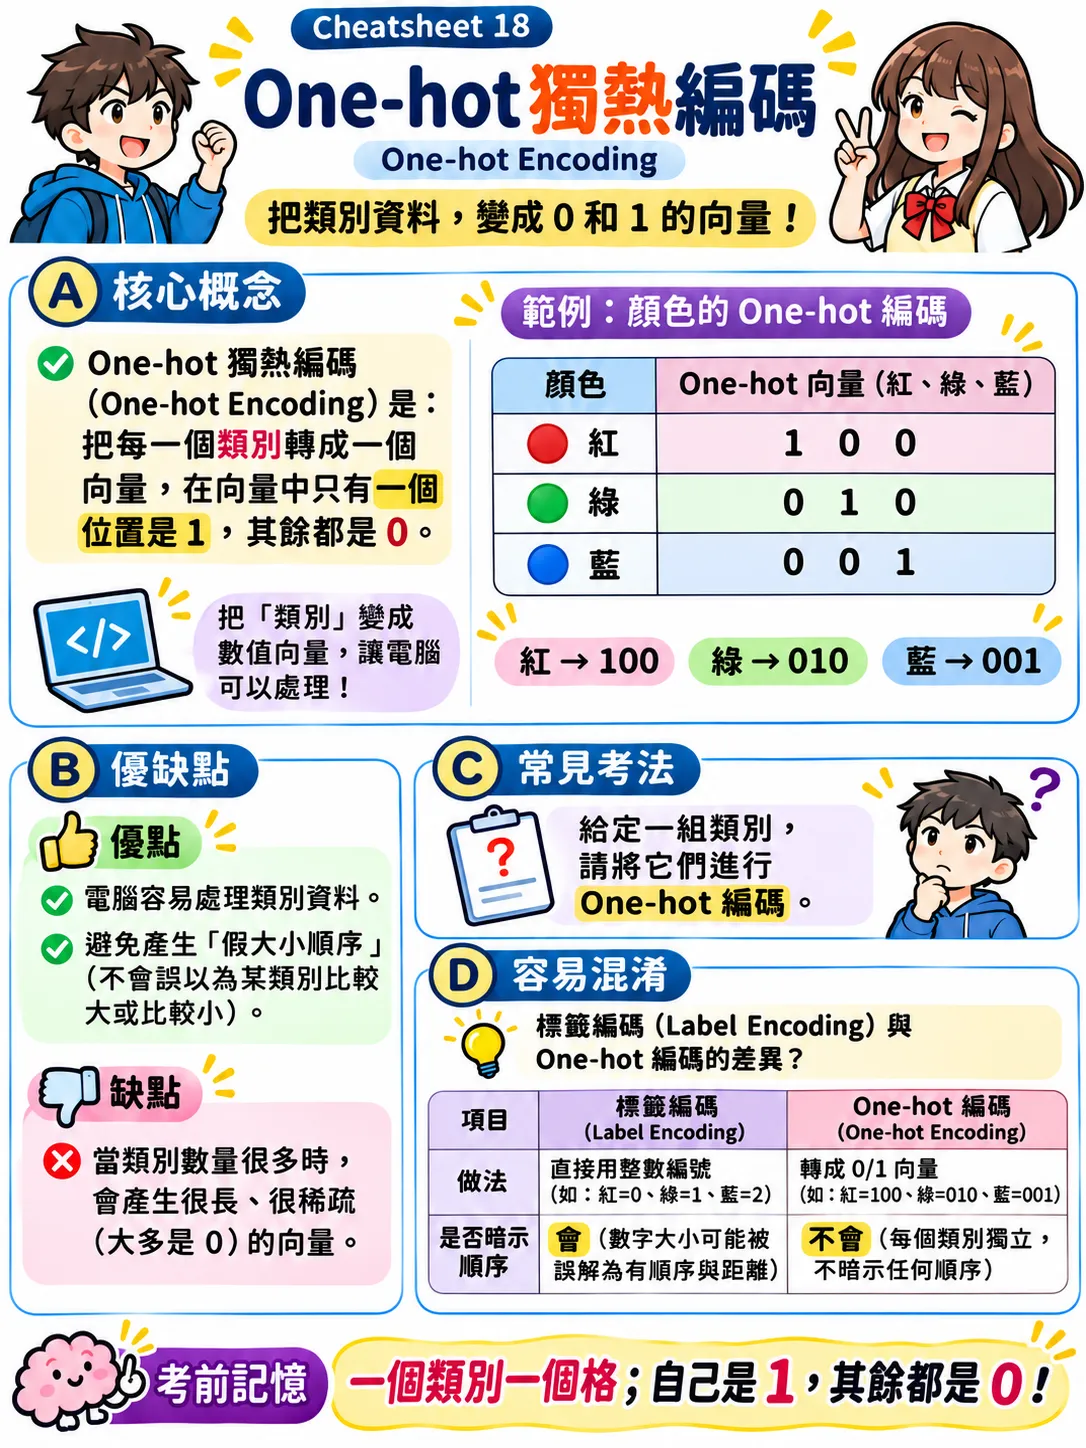 Cheatsheet 18
One-hot 獨熱編碼
One-hot Encoding
把類別資料，變成 0 和 1 的向量！
A 核心概念
One-hot 獨熱編碼
（One-hot Encoding）是：
把每一個類別轉成一個
向量，在向量中只有一個
位置是 1，其餘都是 0。
</>
把「類別」變成
數值向量，讓電腦
可以處理！
範例：顏色的 One-hot 編碼
顏色 One-hot 向量（紅、綠、藍）
紅 1 0 0
綠 0 1 0
藍 0 0 1
紅 → 100 綠 → 010 藍 → 001
B 優缺點
優點
電腦容易處理類別資料。
避免產生「假大小順序」
（不會誤以為某類別比較
大或比較小）。
缺點
當類別數量很多時，
會產生很長、很稀疏
（大多是 0）的向量。
C 常見考法
?
給定一組類別，
請將它們進行
One-hot 編碼。
?
D 容易混淆
標籤編碼（Label Encoding）與
One-hot 編碼的差異？
項目 標籤編碼 One-hot 編碼
（Label Encoding） （One-hot Encoding）
做法 直接用整數編號 轉成 0/1 向量
（如：紅=0、綠=1、藍=2） （如：紅=100、綠=010、藍=001）
是否暗示 會（數字大小可能被 不會（每個類別獨立，
順序 誤解為有順序與距離） 不暗示任何順序）
考前記憶 一個類別一個格；自己是 1，其餘都是 0！